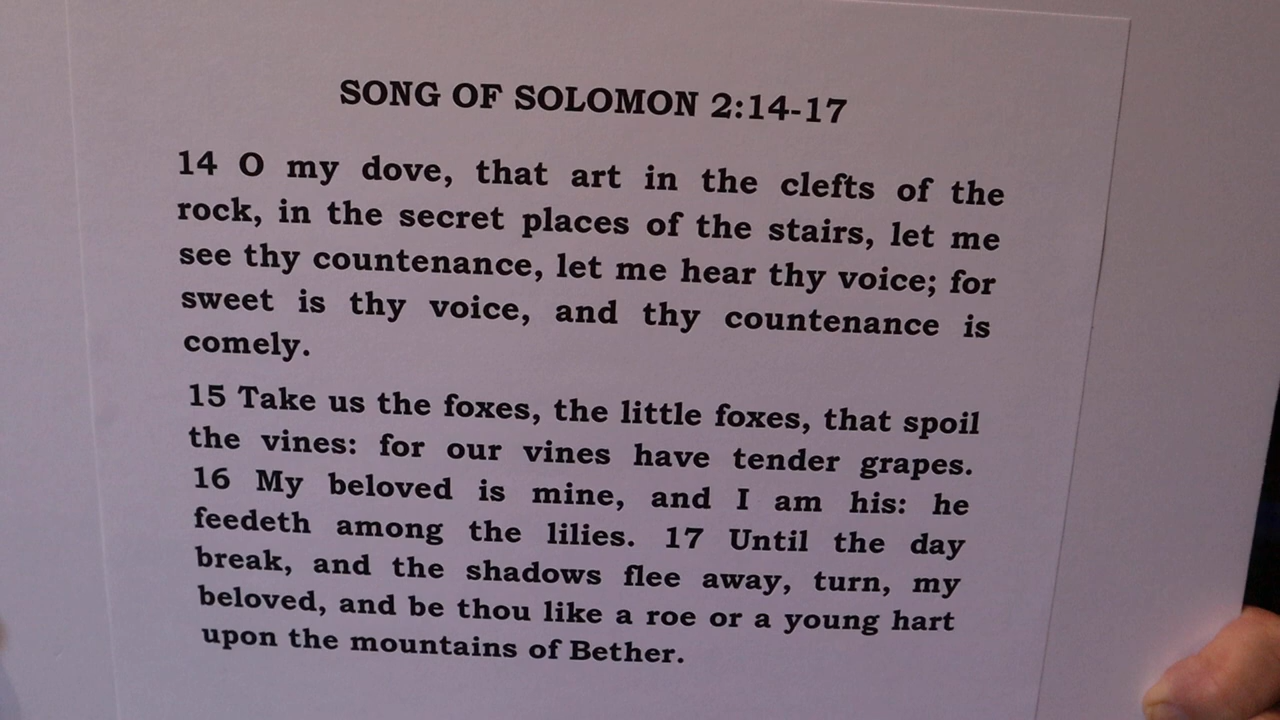 SONG OF SOLOMON 2:14-17
14 O my dove, that art in the clefts of the
rock, in the secret places of the stairs, let me
see thy countenance, let me hear thy voice; for
sweet is thy voice, and thy countenance is
comely.
15 Take us the foxes, the little foxes, that spoil
the vines: for our vines have tender grapes.
16 My beloved is mine, and I am his: he
feedeth among the lilies. 17 Until the day
break, and the shadows flee away, turn, my
beloved, and be thou like a roe or a young hart
upon the mountains of Bether.